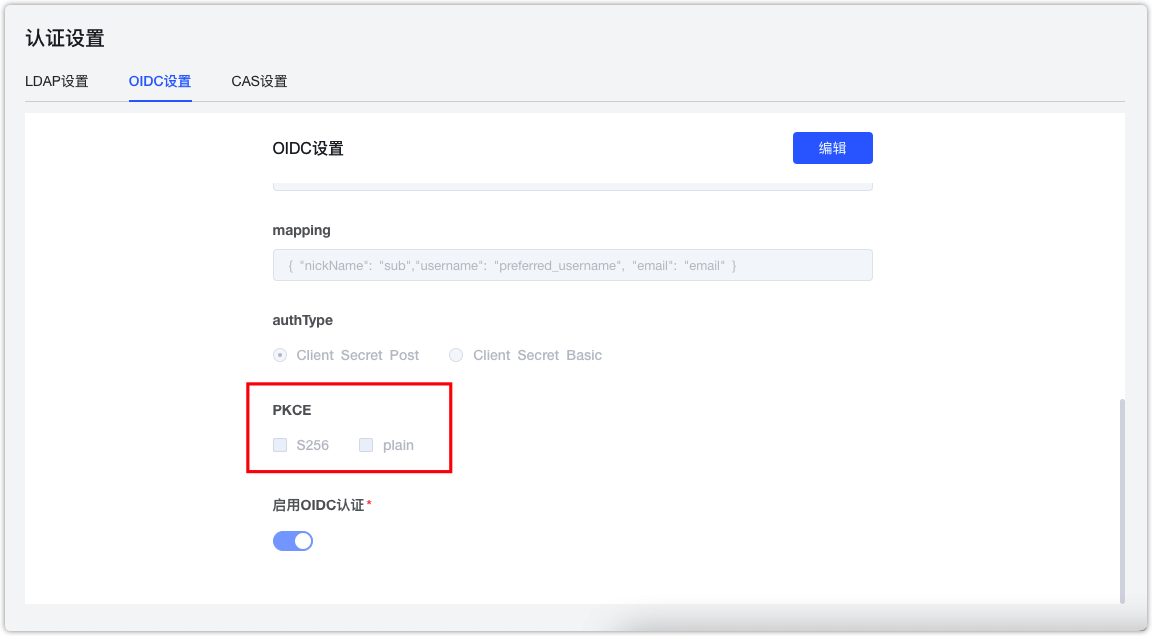 认证设置
LDAP设置 OIDC设置 CAS设置
OIDC设置 编辑
mapping
{ "nickName": "sub","username": "preferred_username", "email": "email" }
authType
Client Secret Post Client Secret Basic
PKCE
S256 plain
启用OIDC认证*